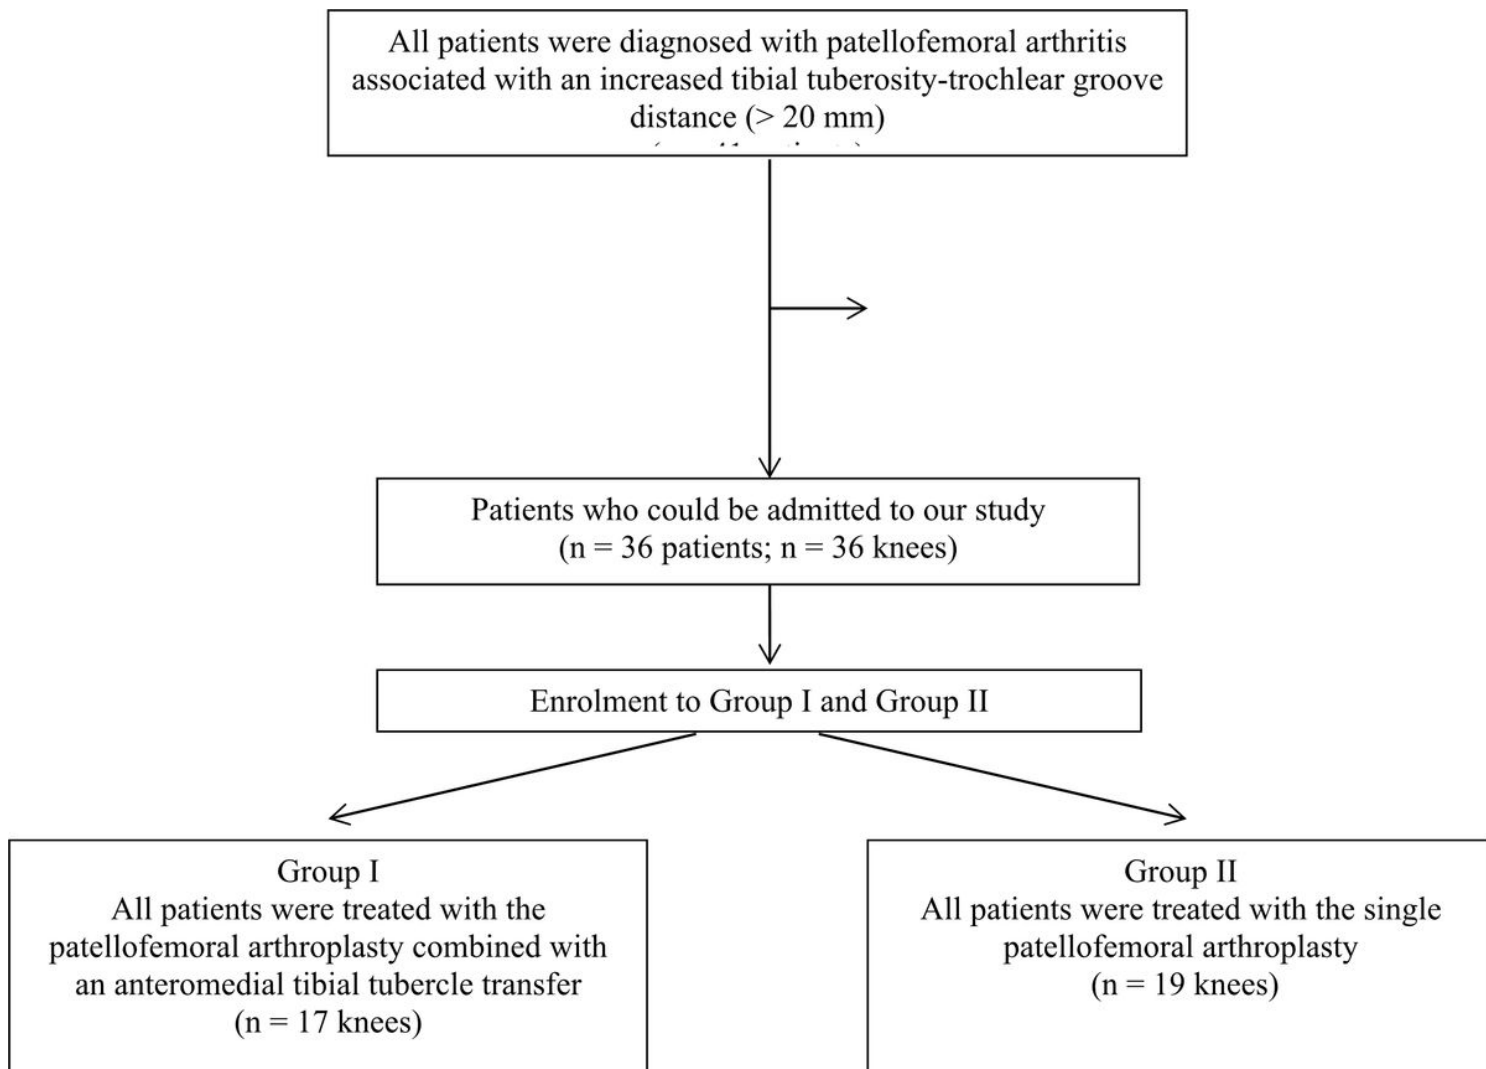 All patients were diagnosed with patellofemoral arthritis
associated with an increased tibial tuberosity-trochlear groove
distance (> 20 mm)
Patients who could be admitted to our study
(n = 36 patients; n = 36 knees)
Enrolment to Group I and Group II
Group I
All patients were treated with the
patellofemoral arthroplasty combined with
an anteromedial tibial tubercle transfer
(n = 17 knees)
Group II
All patients were treated with the single
patellofemoral arthroplasty
(n = 19 knees)